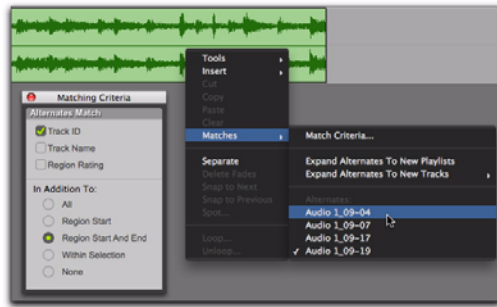 Matching Criteria
Alternates Match
Track ID
Track Name
Region Rating
In Addition To:
All
Region Start
Region Start And End
Within Selection
None
Tools
Insert
Cut
Copy
Paste
Clear
Matches
Separate
Delete Fades
Snap to Next
Snap to Previous
Spot...
Loop...
Unloop...
Match Criteria...
Expand Alternates To New Playlists
Expand Alternates To New Tracks
Alternates:
Audio 1_09-04
Audio 1_09-07
Audio 1_09-17
Audio 1_09-19